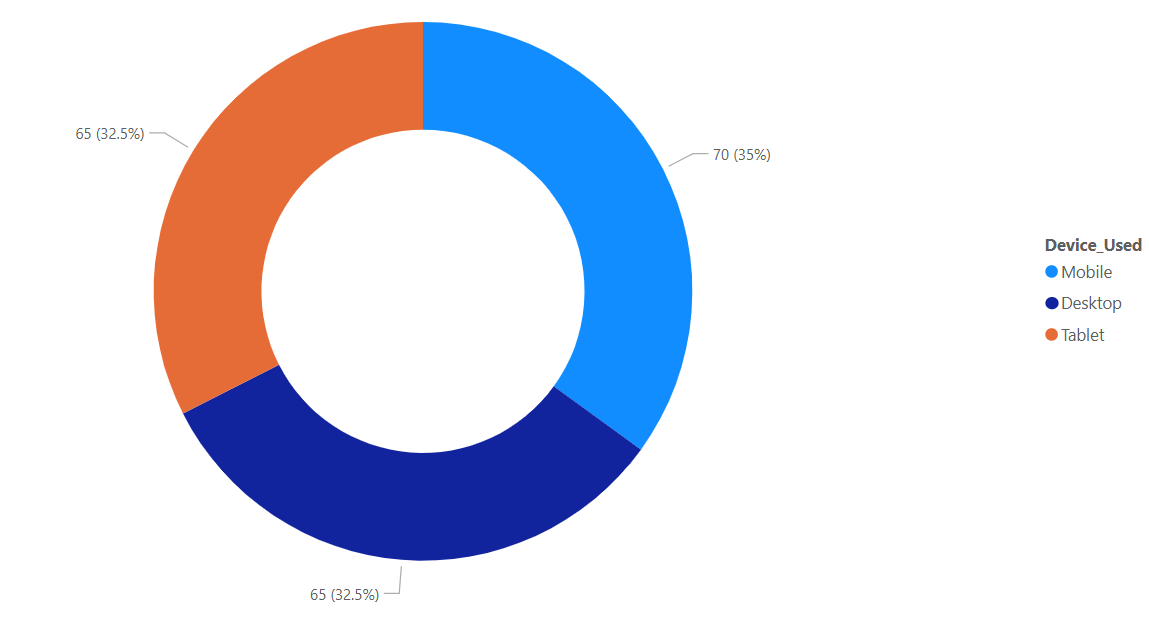 65 (32.5%)
70 (35%)
65 (32.5%)
Device_Used
Mobile
Desktop
Tablet